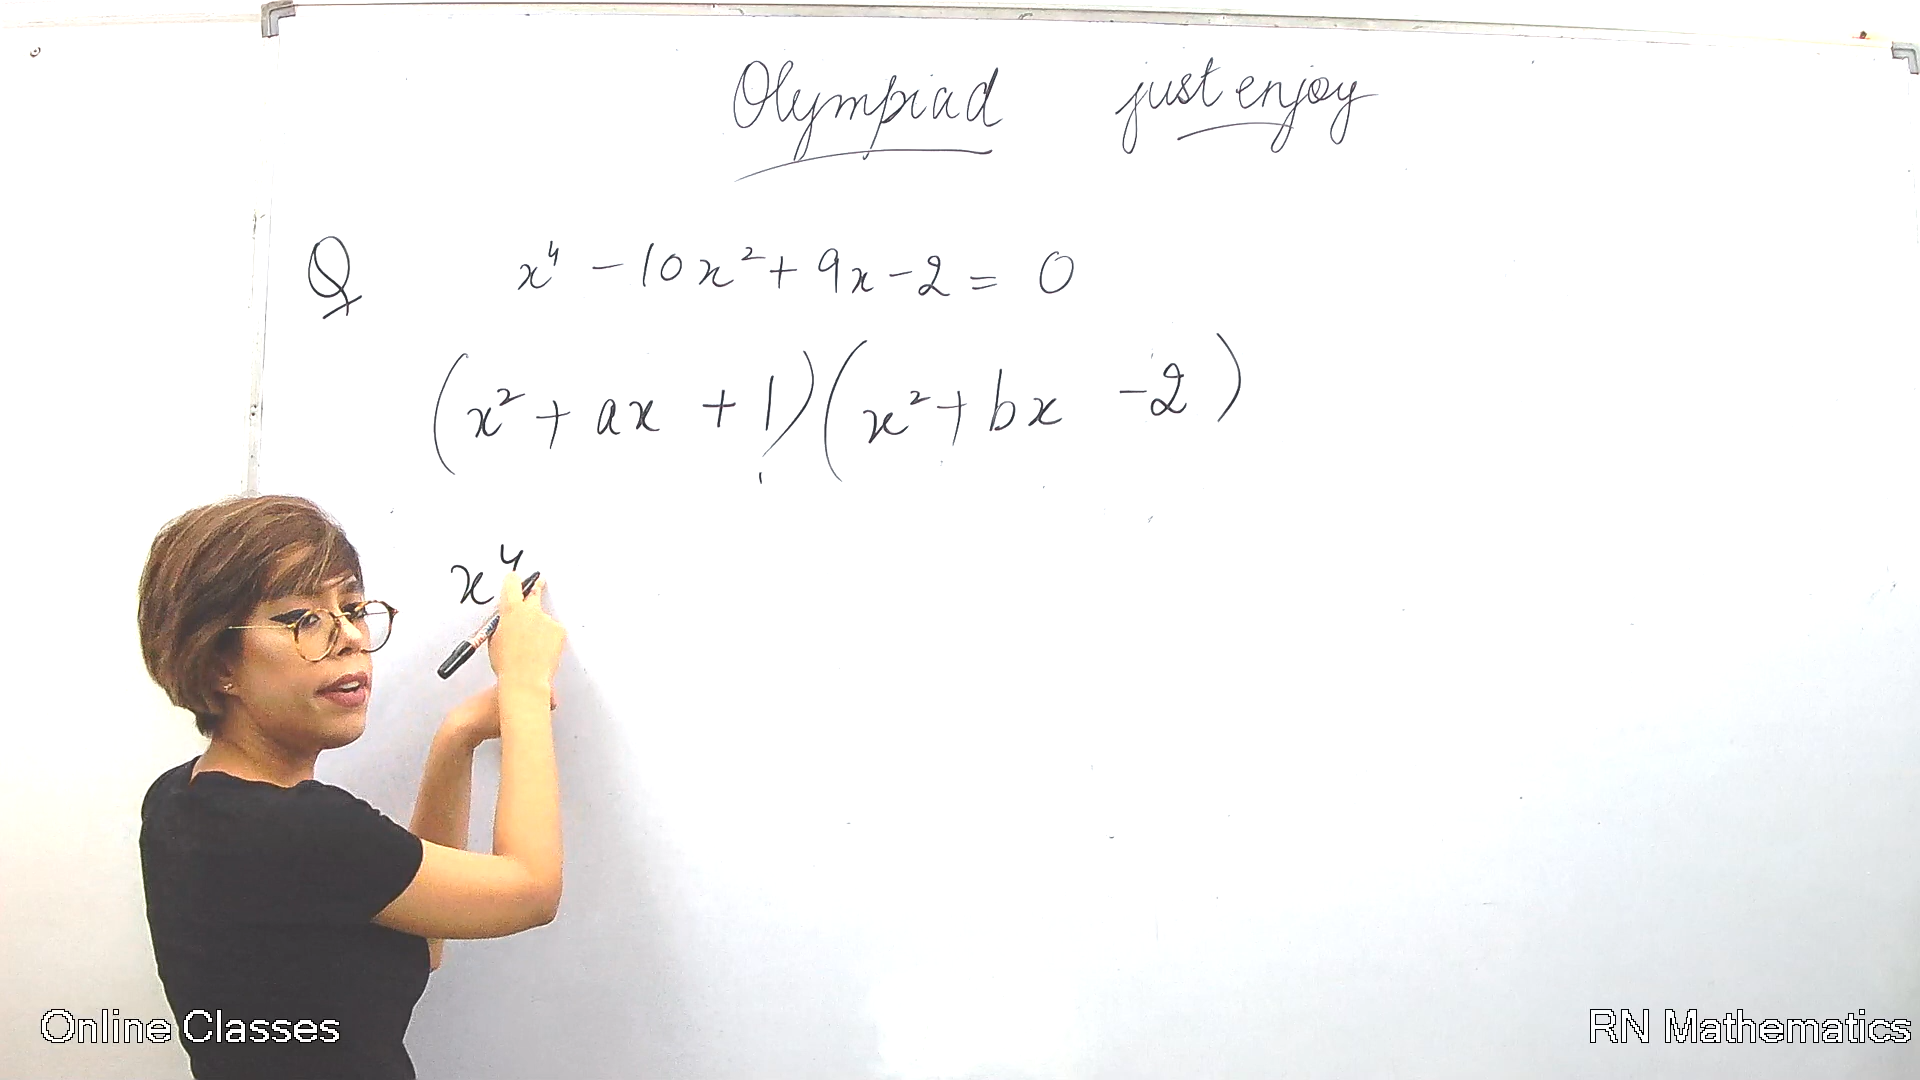 Olympiad just enjoy
Q x⁴ - 10x² + 9x - 2 = 0
(x² + ax + 1)(x² + bx - 2)
x⁴
Online Classes
RN Mathematics